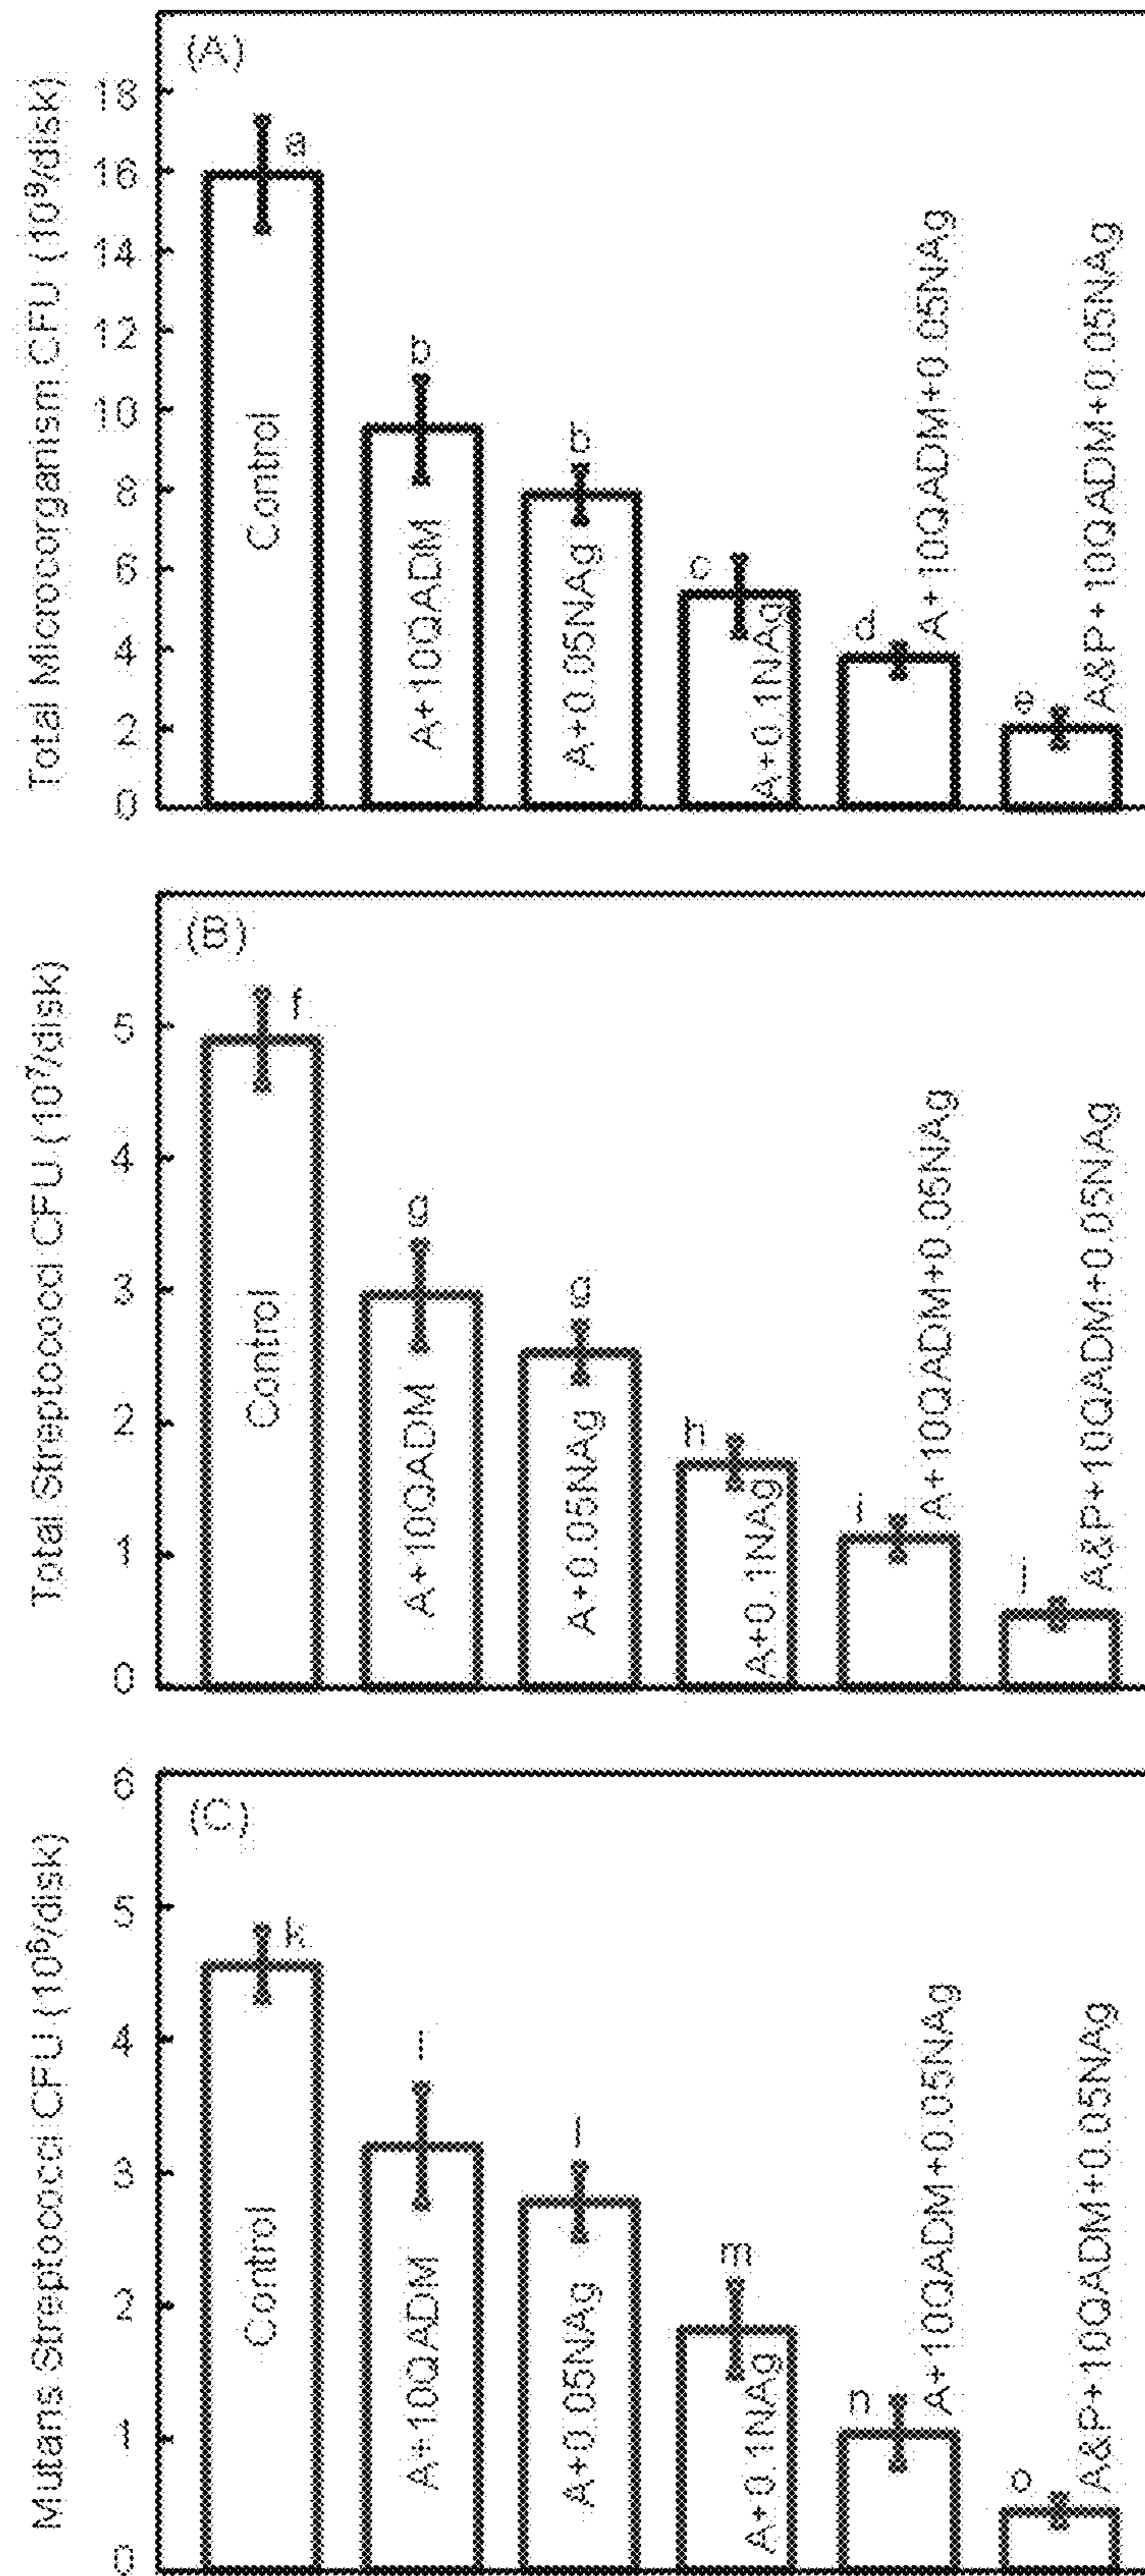 (A)
Total Microorganism CFU (10⁸/disk)
18
16
14
12
10
8
6
4
2
0
a
b
b
c
d
e
Control
A+10QADM
A+0.05NAg
A+0.1NAg
A+10QADM+0.05NAg
A&P+10QADM+0.05NAg
(B)
Total Streptococci CFU (10⁷/disk)
5
4
3
2
1
0
f
g
g
h
i
j
Control
A+10QADM
A+0.05NAg
A+0.1NAg
A+10QADM+0.05NAg
A&P+10QADM+0.05NAg
(C)
Mutans Streptococci CFU (10⁶/disk)
6
5
4
3
2
1
0
k
l
l
m
n
o
Control
A+10QADM
A+0.05NAg
A+0.1NAg
A+10QADM+0.05NAg
A&P+10QADM+0.05NAg